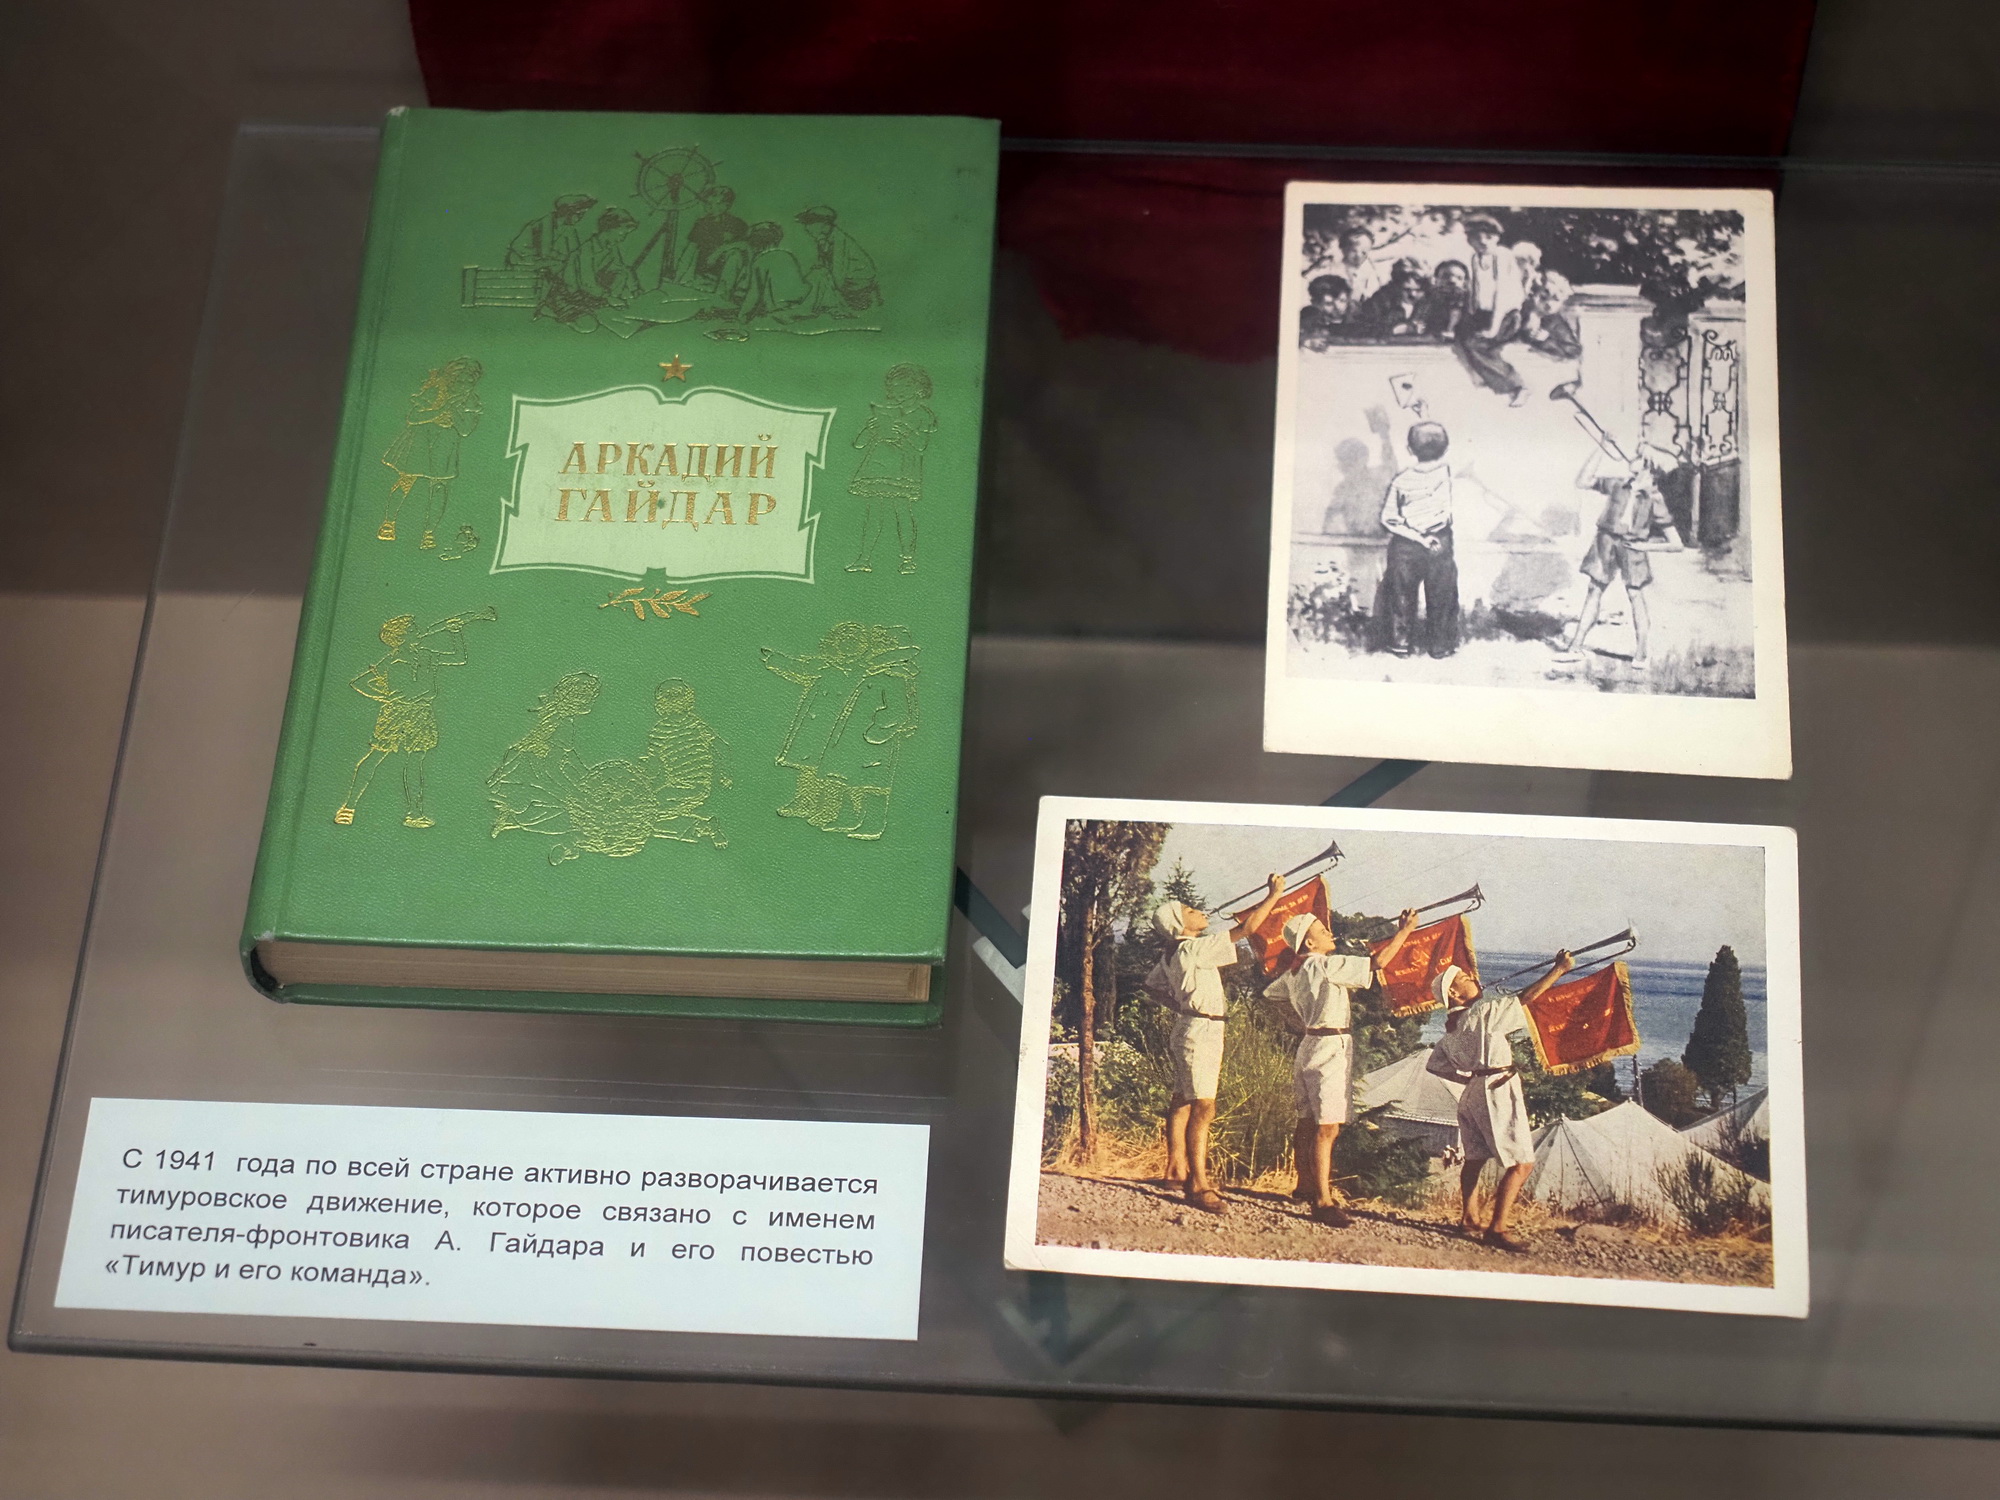 АРКАДИЙ
ГАЙДАР
С 1941 года по всей стране активно разворачивается
тимуровское движение, которое связано с именем
писателя-фронтовика А. Гайдара и его повестью
«Тимур и его команда».